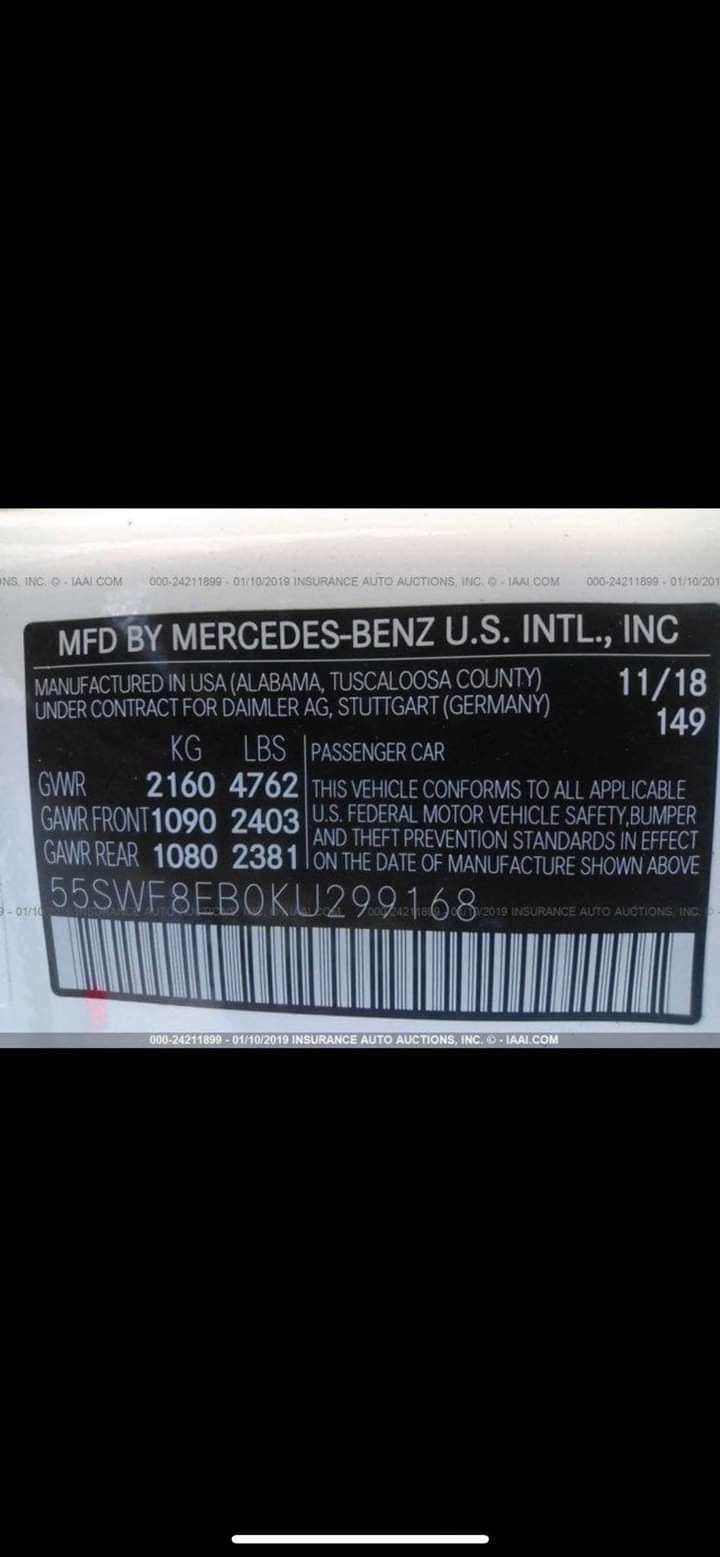 NS, INC. © - IAAI.COM 000-24211899 - 01/10/2019 INSURANCE AUTO AUCTIONS, INC. © - IAAI.COM 000-24211899 - 01/10/201
MFD BY MERCEDES-BENZ U.S. INTL., INC
MANUFACTURED IN USA (ALABAMA, TUSCALOOSA COUNTY) 11/18
UNDER CONTRACT FOR DAIMLER AG, STUTTGART (GERMANY) 149
KG LBS PASSENGER CAR
GVWR 2160 4762 THIS VEHICLE CONFORMS TO ALL APPLICABLE
GAWR FRONT 1090 2403 U.S. FEDERAL MOTOR VEHICLE SAFETY,BUMPER
AND THEFT PREVENTION STANDARDS IN EFFECT
GAWR REAR 1080 2381 ON THE DATE OF MANUFACTURE SHOWN ABOVE
55SWF8EB0KU299168
9 - 01/10 /2019 INSURANCE AUTO AUCTIONS, INC. ©
000-24211899 - 01/10/2019 INSURANCE AUTO AUCTIONS, INC. © - IAAI.COM